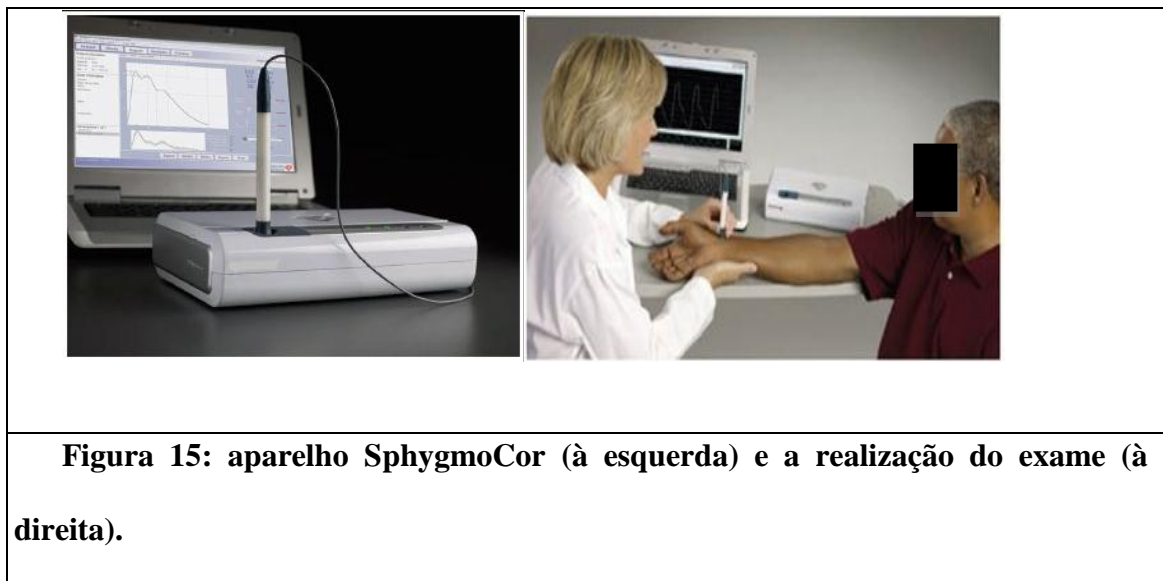 Figura 15: aparelho SphygmoCor (à esquerda) e a realização do exame (à
direita).